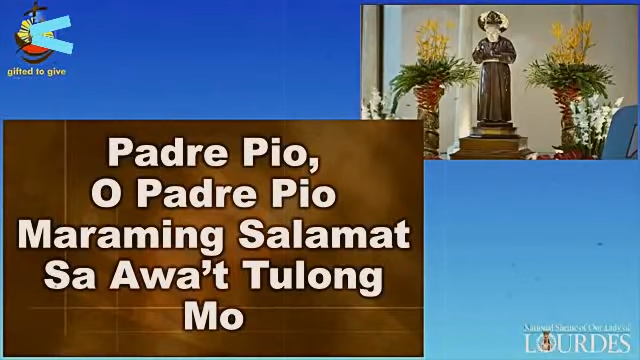 gifted to give
Padre Pio,
O Padre Pio
Maraming Salamat
Sa Awa't Tulong
Mo
National Shrine of Our Lady of
LOURDES